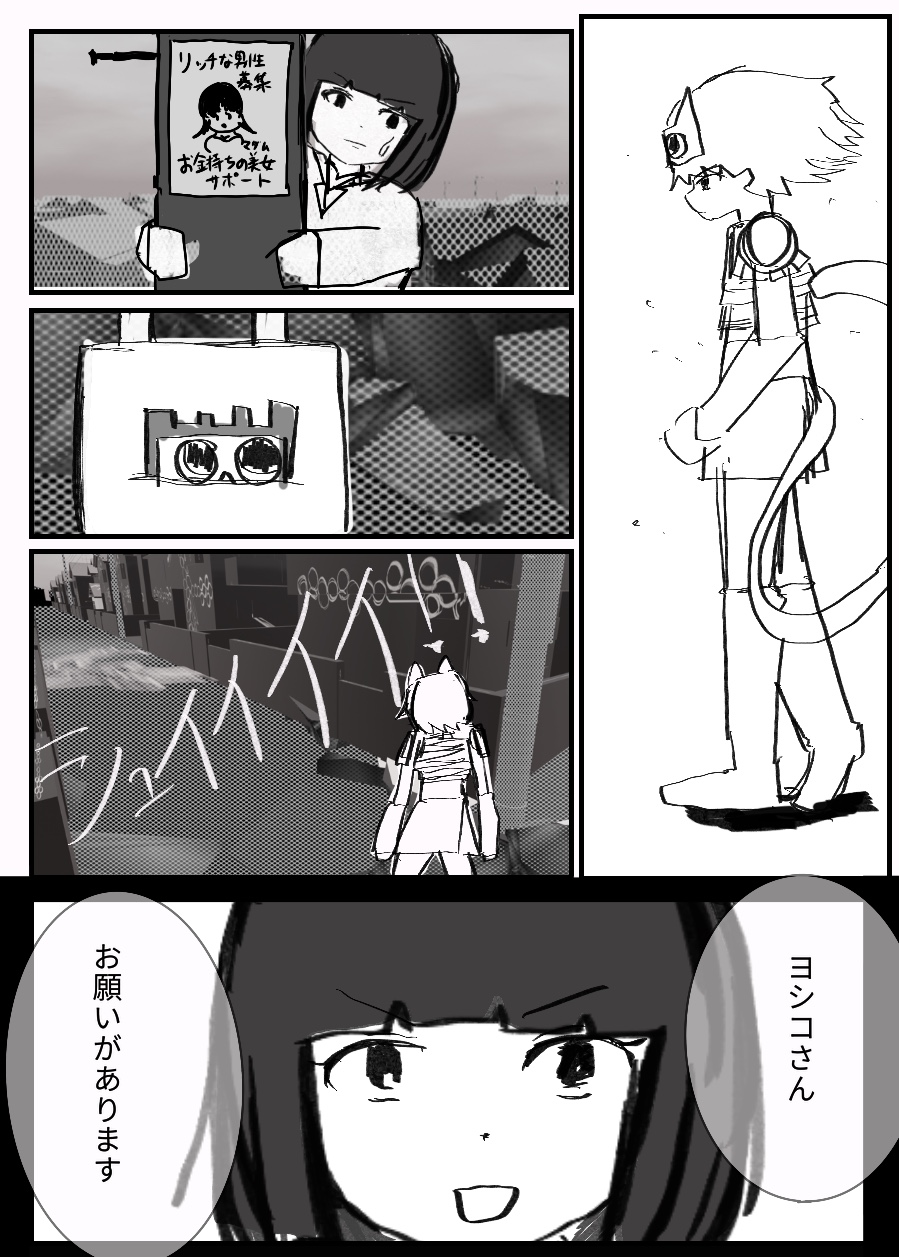 リッチな男性
募集
マダム
お金持ちの美女
サポート
シュイイイイイ
ヨシコさん
お願いがあります